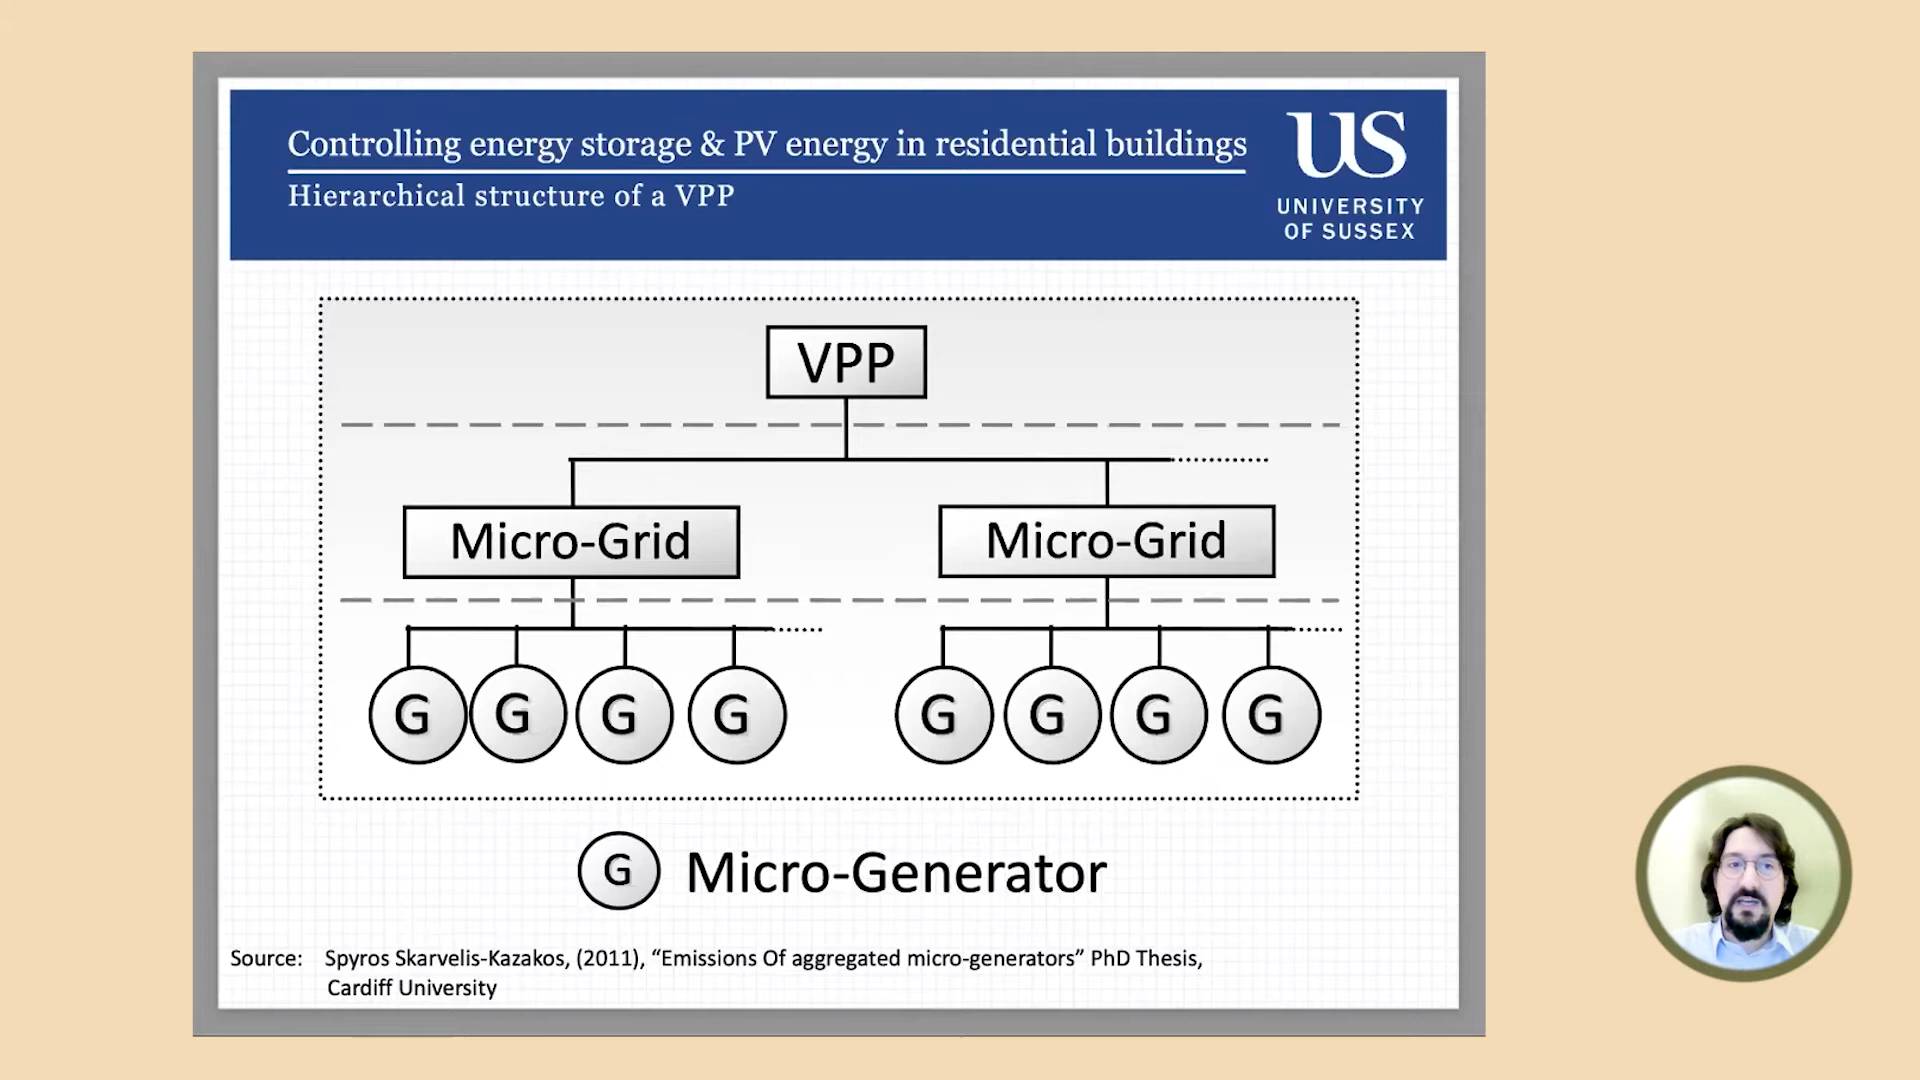 Controlling energy storage & PV energy in residential buildings
Hierarchical structure of a VPP
US
UNIVERSITY
OF SUSSEX
VPP
Micro-Grid Micro-Grid
G G G G G G G G
G Micro-Generator
Source: Spyros Skarvelis-Kazakos, (2011), “Emissions Of aggregated micro-generators” PhD Thesis,
Cardiff University